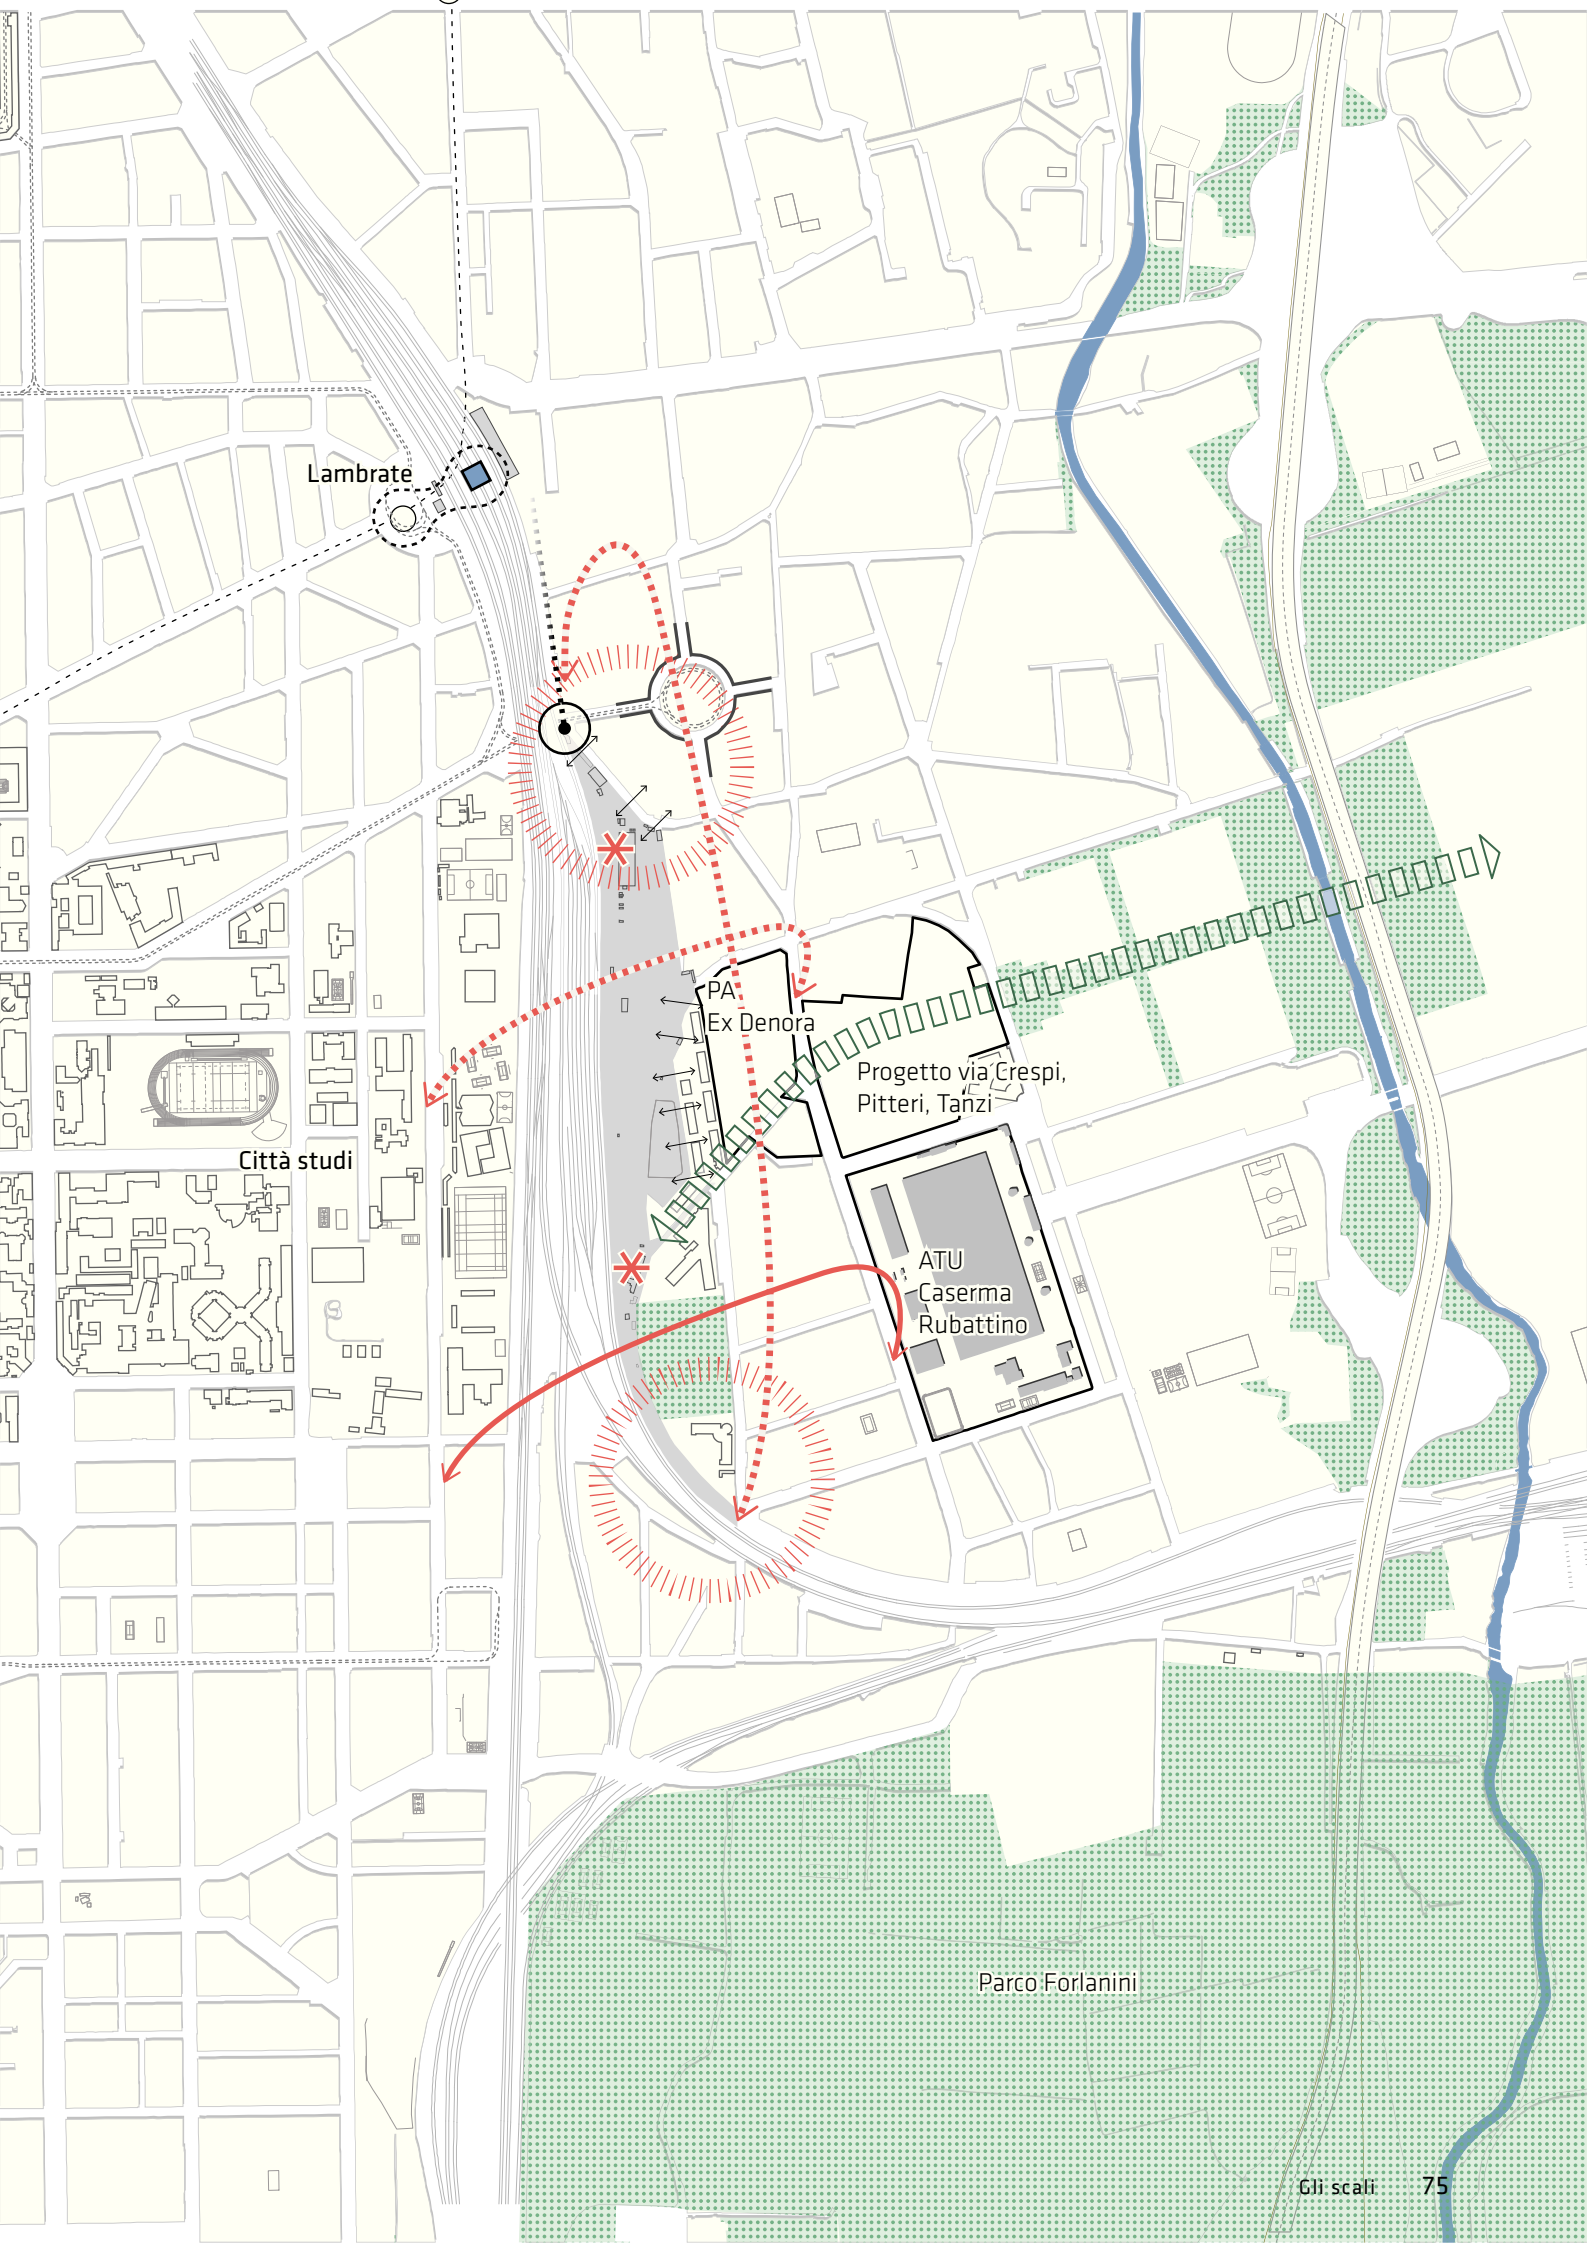 Lambrate
PA
Ex Denora
Progetto via Crespi,
Pitteri, Tanzi
Città studi
ATU
Caserma
Rubattino
Parco Forlanini
Gli scali 75